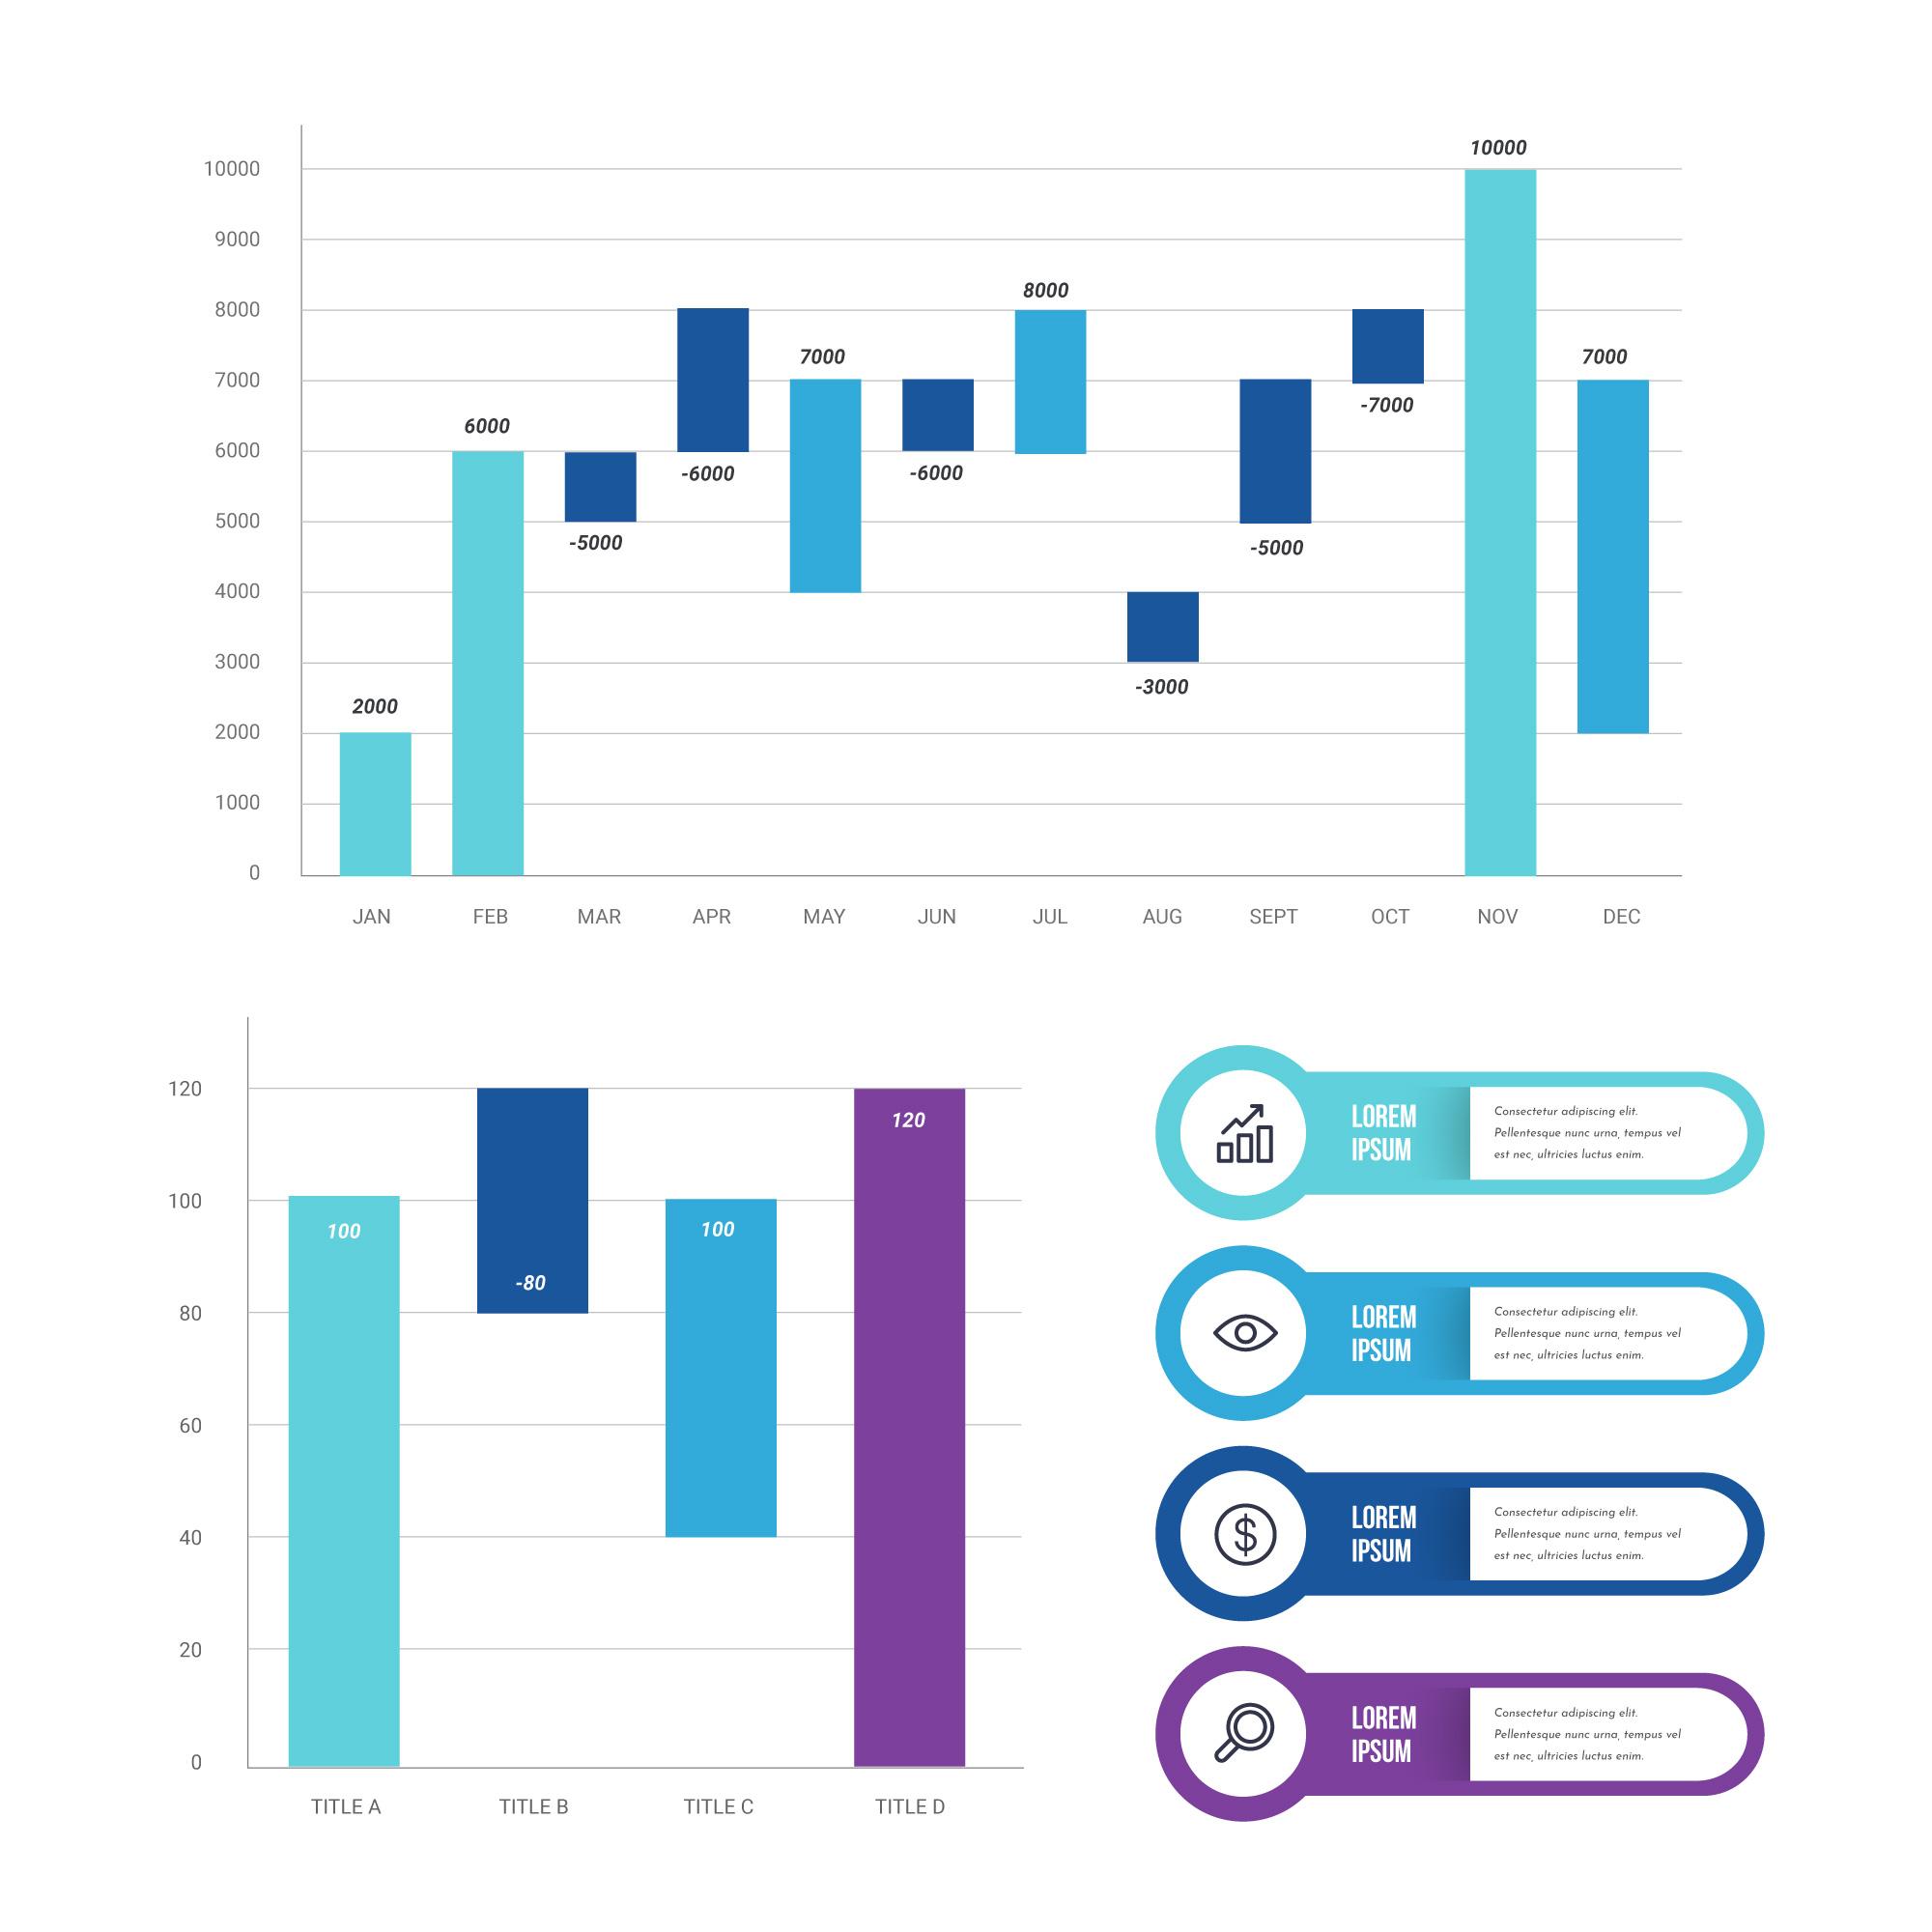 10000
9000
8000
7000
6000
5000
4000
3000
2000
1000
0
2000
6000
-5000
-6000
7000
-6000
8000
-3000
-5000
-7000
10000
7000
JAN FEB MAR APR MAY JUN JUL AUG SEPT OCT NOV DEC
120
100
80
60
40
20
0
100
-80
100
120
TITLE A TITLE B TITLE C TITLE D
LOREM
IPSUM
Consectetur adipiscing elit.
Pellentesque nunc urna, tempus vel
est nec, ultricies luctus enim.
LOREM
IPSUM
Consectetur adipiscing elit.
Pellentesque nunc urna, tempus vel
est nec, ultricies luctus enim.
LOREM
IPSUM
Consectetur adipiscing elit.
Pellentesque nunc urna, tempus vel
est nec, ultricies luctus enim.
LOREM
IPSUM
Consectetur adipiscing elit.
Pellentesque nunc urna, tempus vel
est nec, ultricies luctus enim.